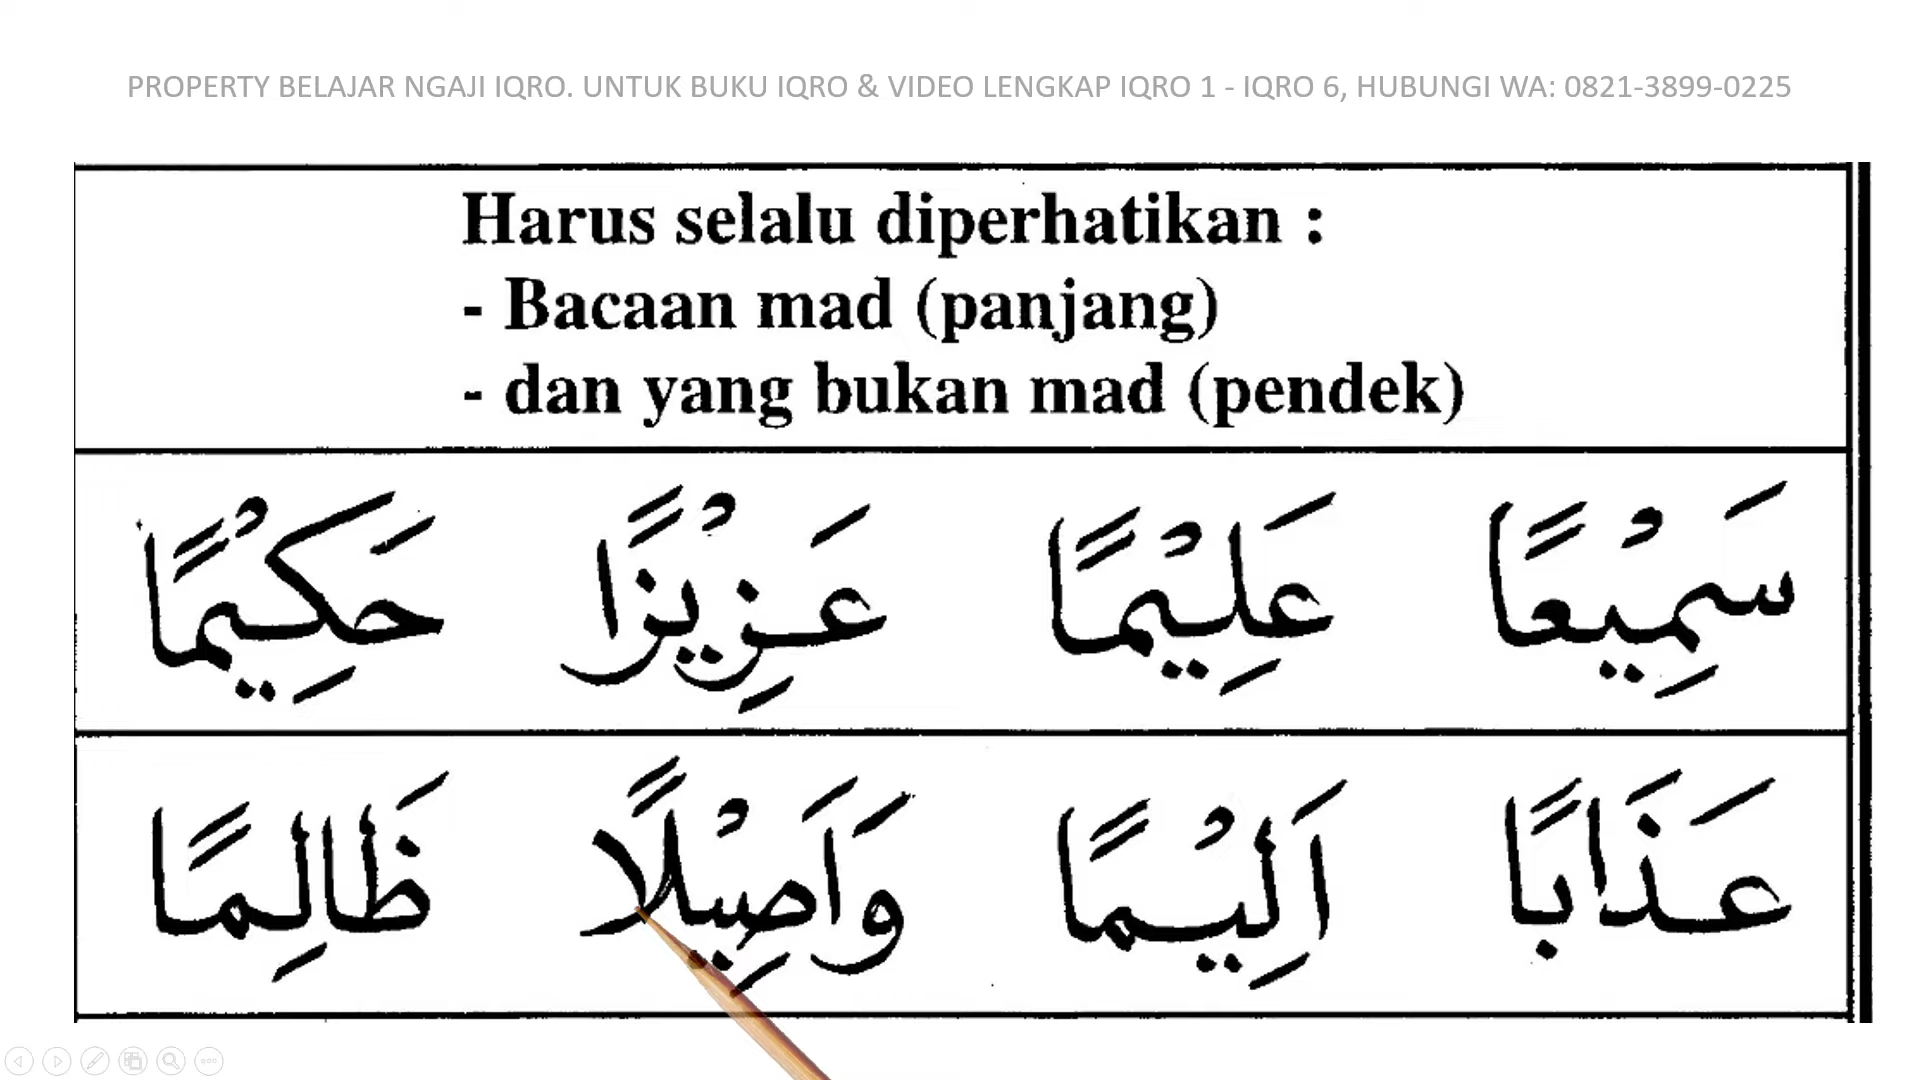 PROPERTY BELAJAR NGAJI IQRO. UNTUK BUKU IQRO & VIDEO LENGKAP IQRO 1 - IQRO 6, HUBUNGI WA: 0821-3899-0225
Harus selalu diperhatikan :
- Bacaan mad (panjang)
- dan yang bukan mad (pendek)
سَمِيْعًا عَلِيْمًا عَزِيْزًا حَكِيْمًا
عَذَابًا اَلِيْمًا وَاَصِيْلًا ظَالِمًا